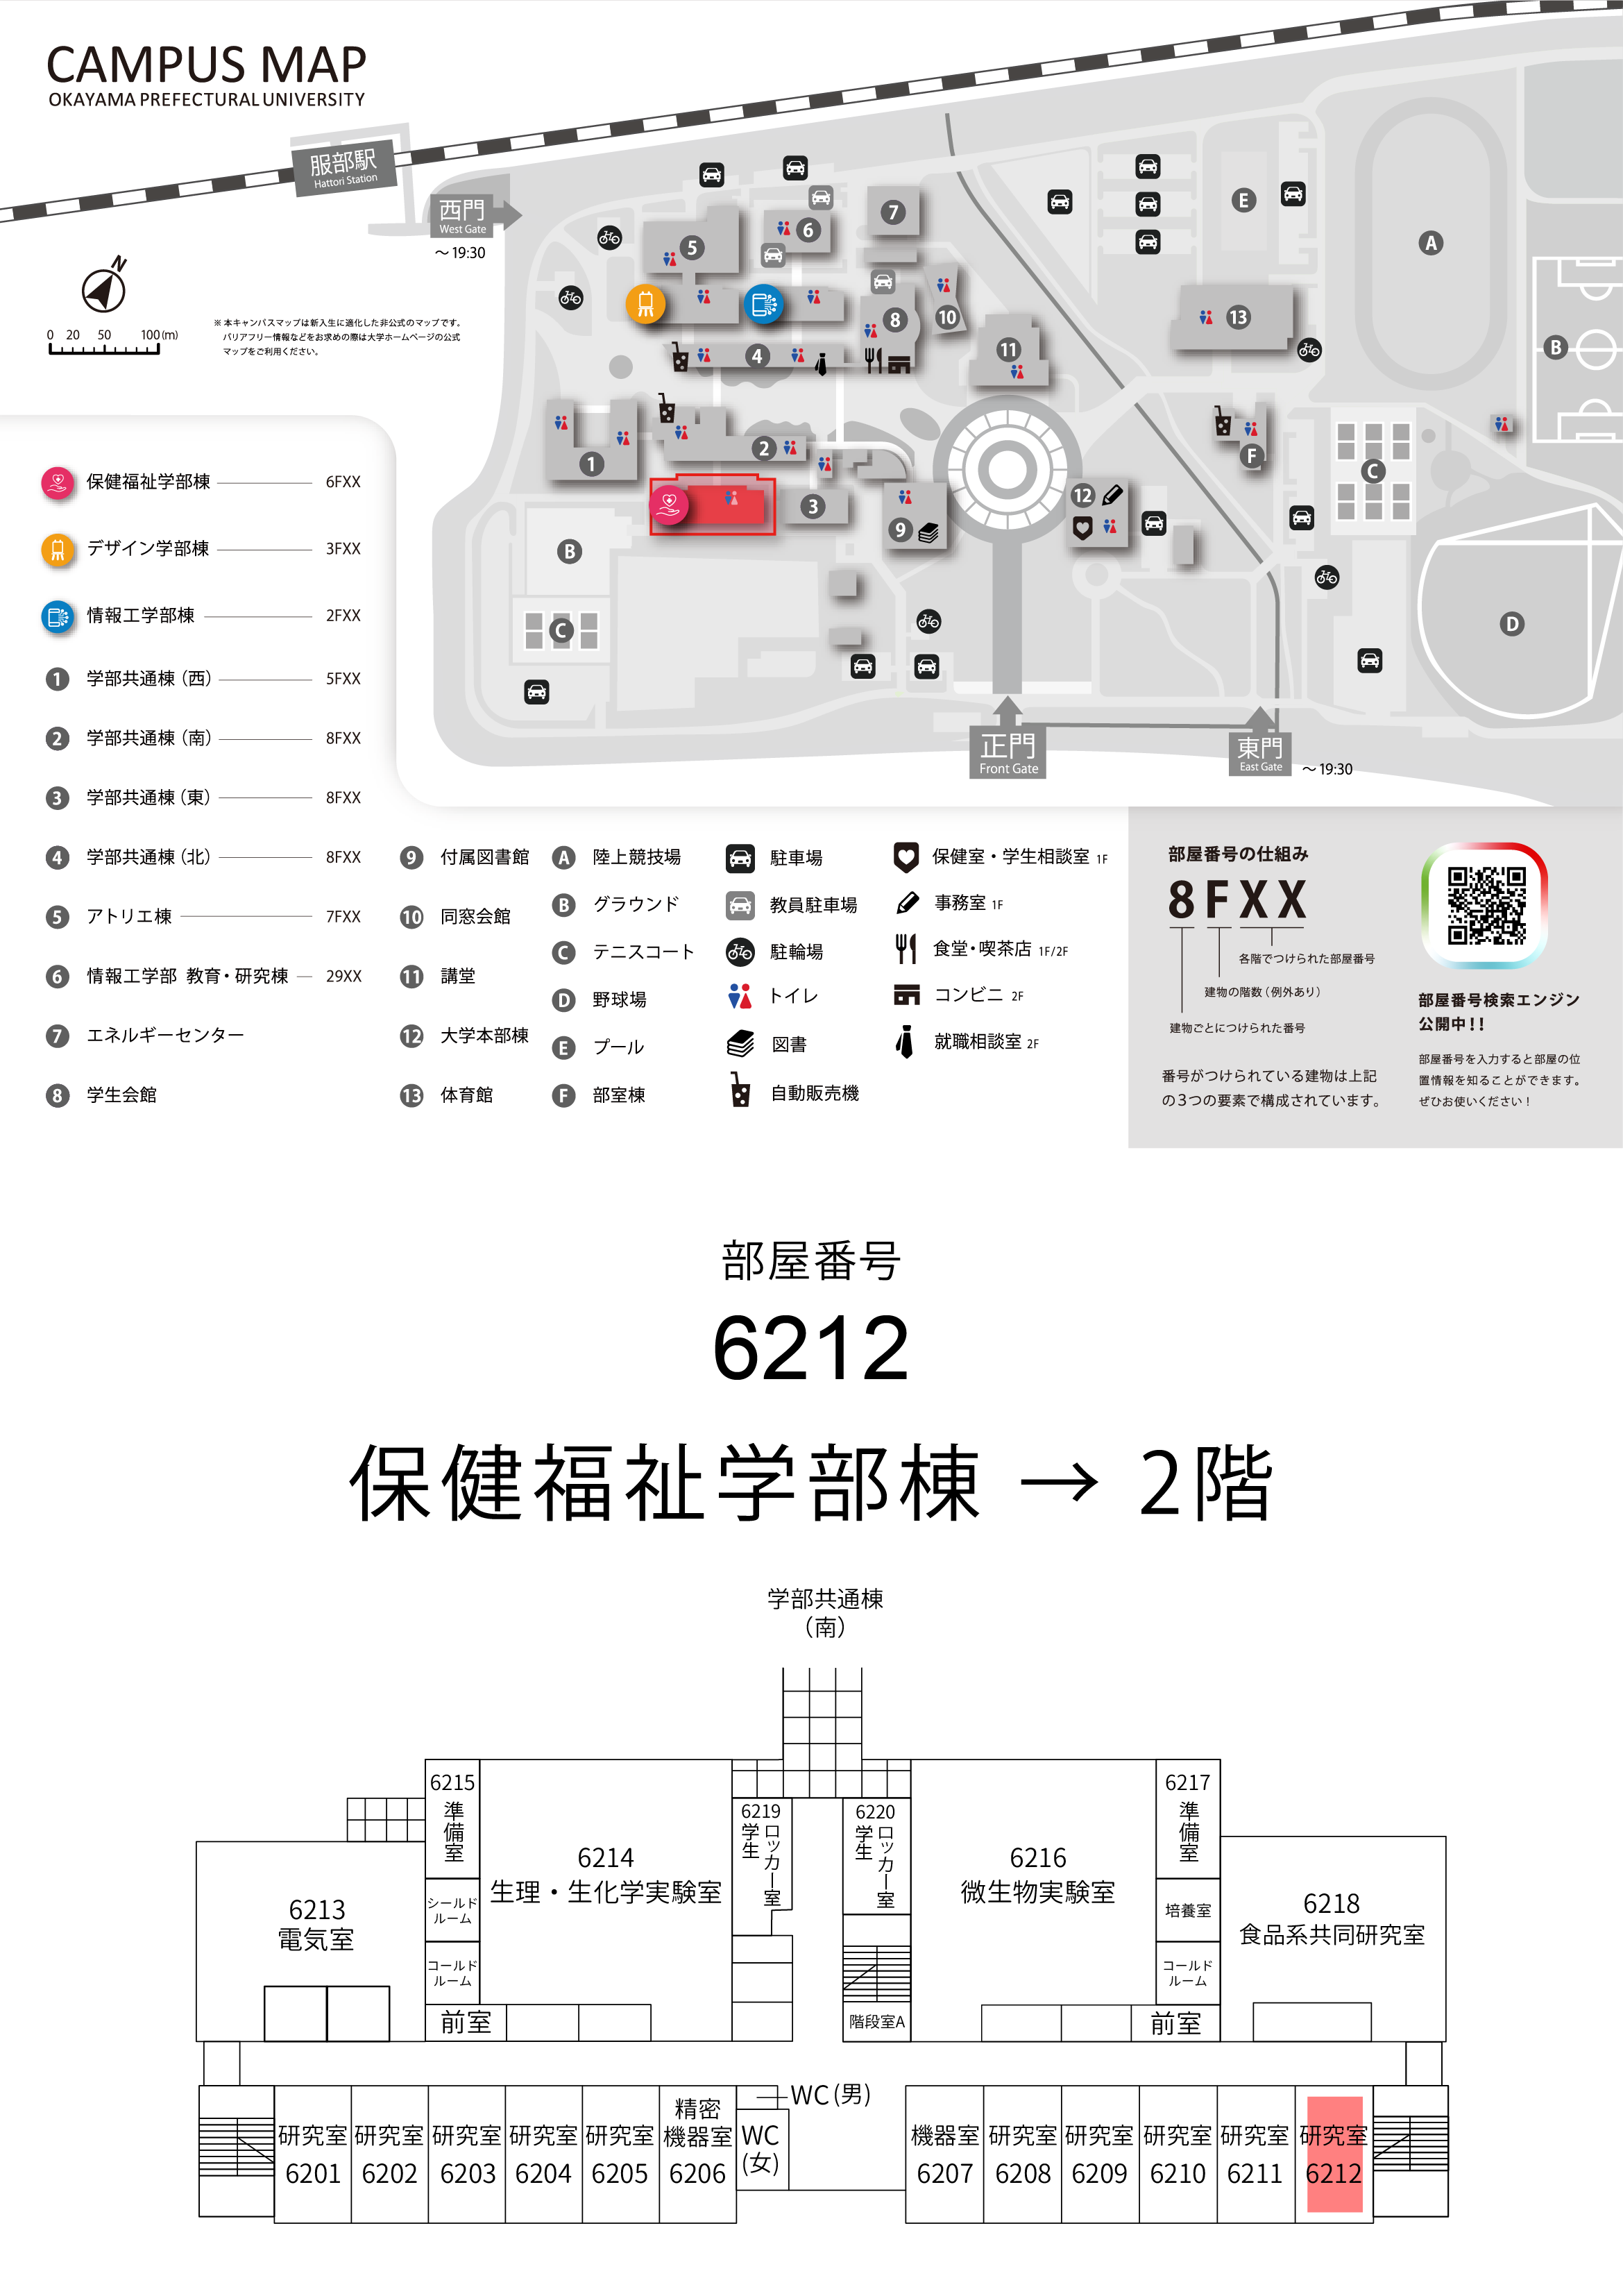 CAMPUS MAP
OKAYAMA PREFECTURAL UNIVERSITY
服部駅
Hattori Station
西門
West Gate
～19:30
N
0 20 50 100(m)
※ 本キャンパスマップは新入生に適化した非公式のマップです。
バリアフリー情報などをお求めの際は大学ホームページの公式
マップをご利用ください。
7
6
5
E
A
8
10
13
4
11
B
2
1
F
C
3
12
9
B
C
D
正門
Front Gate
東門
East Gate
～19:30
保健福祉学部棟 6FXX
デザイン学部棟 3FXX
情報工学部棟 2FXX
1 学部共通棟（西） 5FXX
2 学部共通棟（南） 8FXX
3 学部共通棟（東） 8FXX
4 学部共通棟（北） 8FXX
5 アトリエ棟 7FXX
6 情報工学部 教育・研究棟 29XX
7 エネルギーセンター
8 学生会館
9 付属図書館
10 同窓会館
11 講堂
12 大学本部棟
13 体育館
A 陸上競技場
B グラウンド
C テニスコート
D 野球場
E プール
F 部室棟
駐車場
教員駐車場
駐輪場
トイレ
図書
自動販売機
保健室・学生相談室 1F
事務室 1F
食堂・喫茶店 1F/2F
コンビニ 2F
就職相談室 2F
部屋番号の仕組み
8FXX
各階でつけられた部屋番号
建物の階数（例外あり）
建物ごとにつけられた番号
番号がつけられている建物は上記
の3つの要素で構成されています。
部屋番号検索エンジン
公開中!!
部屋番号を入力すると部屋の位
置情報を知ることができます。
ぜひお使いください！
部屋番号
6212
保健福祉学部棟 → 2階
学部共通棟
（南）
6215
準備室
シールド
ルーム
コールド
ルーム
前室
6213
電気室
6214
生理・生化学実験室
6219
学生
ロッカー室
6220
学生
ロッカー室
階段室A
6216
微生物実験室
6217
準備室
培養室
コールド
ルーム
前室
6218
食品系共同研究室
研究室
6201
研究室
6202
研究室
6203
研究室
6204
研究室
6205
精密
機器室
6206
WC
(女)
WC(男)
機器室
6207
研究室
6208
研究室
6209
研究室
6210
研究室
6211
研究室
6212